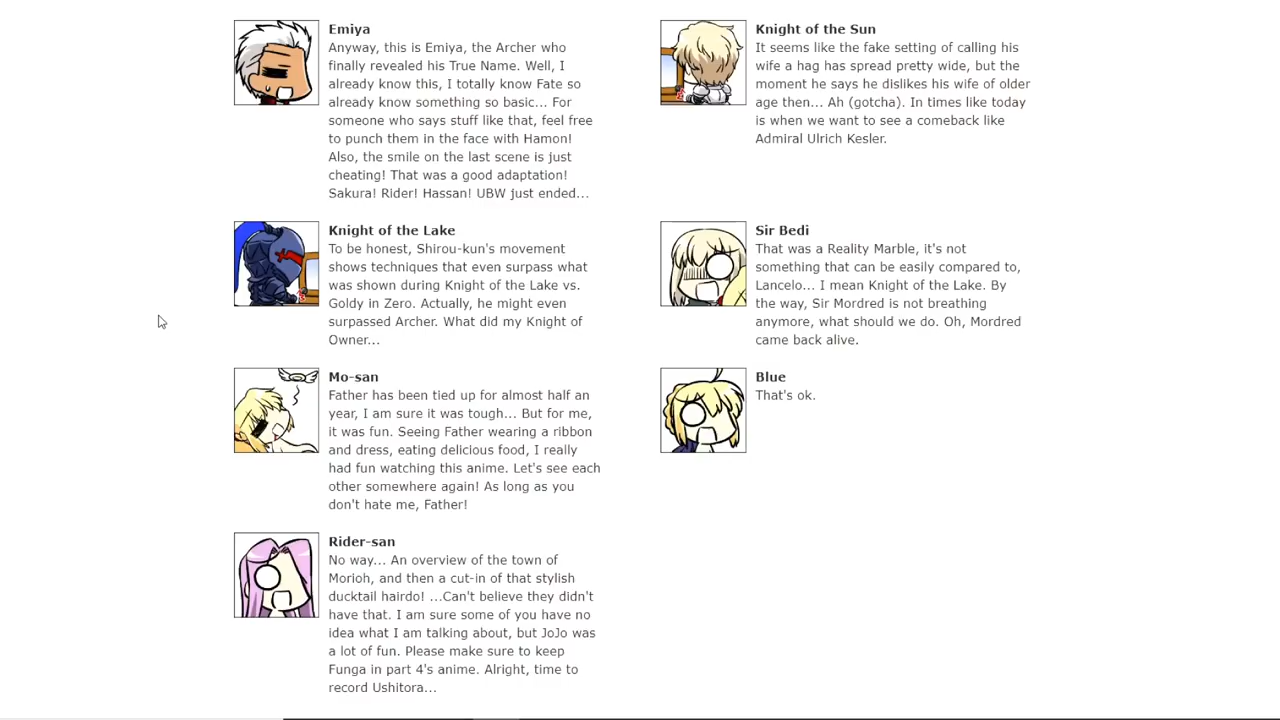 Emiya
Anyway, this is Emiya, the Archer who
finally revealed his True Name. Well, I
already know this, I totally know Fate so
already know something so basic... For
someone who says stuff like that, feel free
to punch them in the face with Hamon!
Also, the smile on the last scene is just
cheating! That was a good adaptation!
Sakura! Rider! Hassan! UBW just ended...
Knight of the Sun
It seems like the fake setting of calling his
wife a hag has spread pretty wide, but the
moment he says he dislikes his wife of older
age then... Ah (gotcha). In times like today
is when we want to see a comeback like
Admiral Ulrich Kesler.
Knight of the Lake
To be honest, Shirou-kun's movement
shows techniques that even surpass what
was shown during Knight of the Lake vs.
Goldy in Zero. Actually, he might even
surpassed Archer. What did my Knight of
Owner...
Sir Bedi
That was a Reality Marble, it's not
something that can be easily compared to,
Lancelo... I mean Knight of the Lake. By
the way, Sir Mordred is not breathing
anymore, what should we do. Oh, Mordred
came back alive.
Mo-san
Father has been tied up for almost half an
year, I am sure it was tough... But for me,
it was fun. Seeing Father wearing a ribbon
and dress, eating delicious food, I really
had fun watching this anime. Let's see each
other somewhere again! As long as you
don't hate me, Father!
Blue
That's ok.
Rider-san
No way... An overview of the town of
Morioh, and then a cut-in of that stylish
ducktail hairdo! ...Can't believe they didn't
have that. I am sure some of you have no
idea what I am talking about, but JoJo was
a lot of fun. Please make sure to keep
Funga in part 4's anime. Alright, time to
record Ushitora...